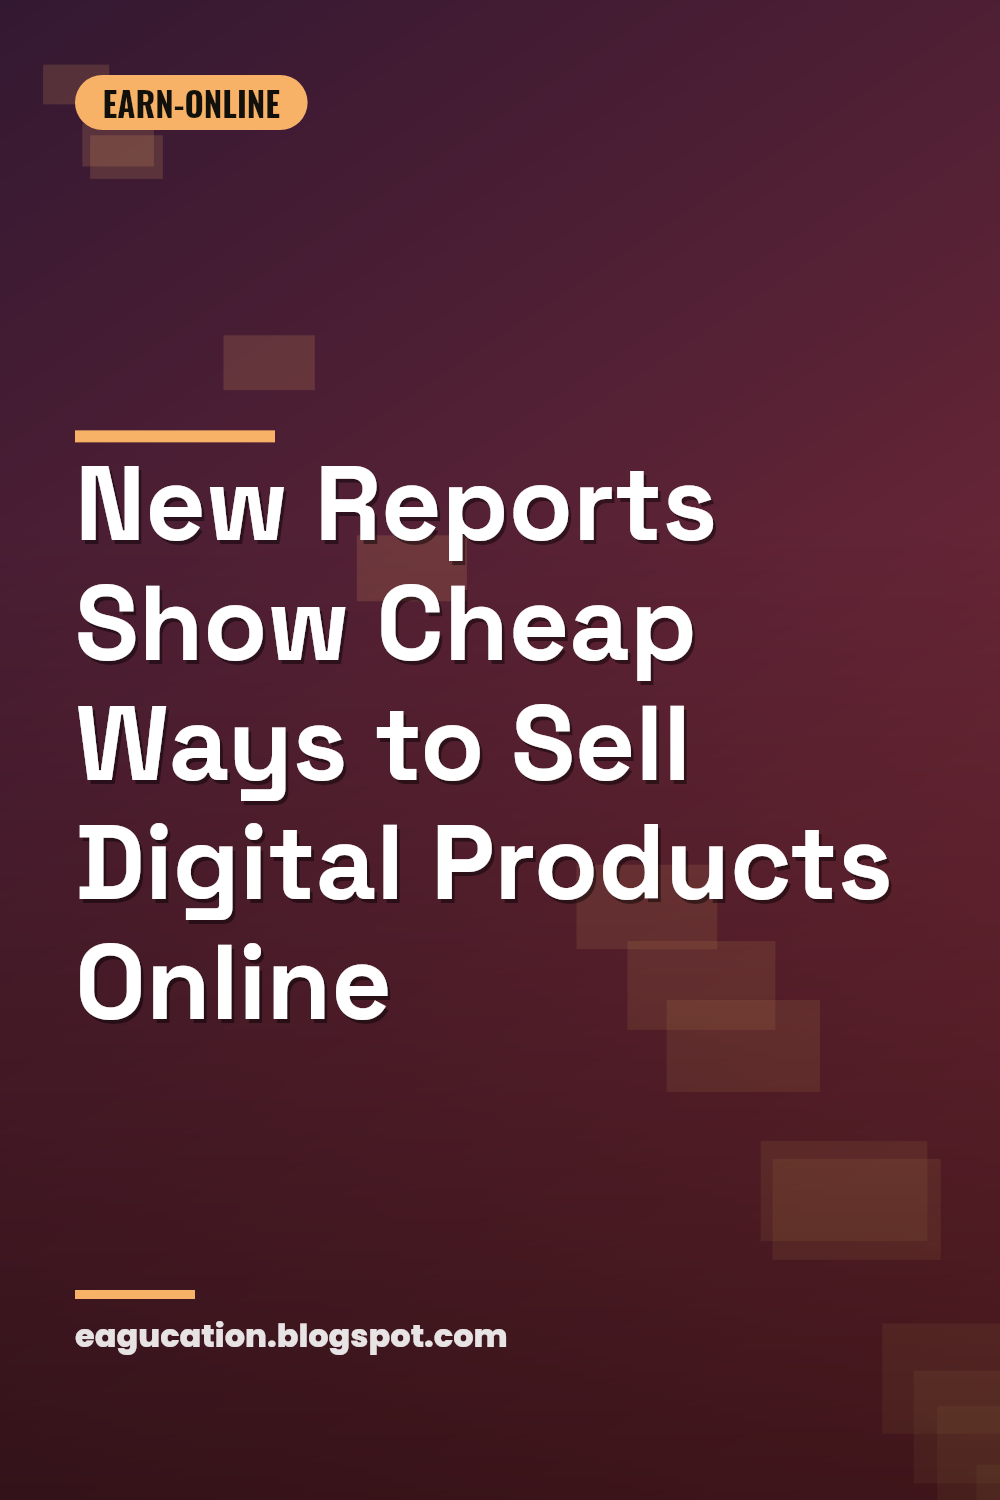 EARN-ONLINE
New Reports
Show Cheap
Ways to Sell
Digital Products
Online
eagucation.blogspot.com